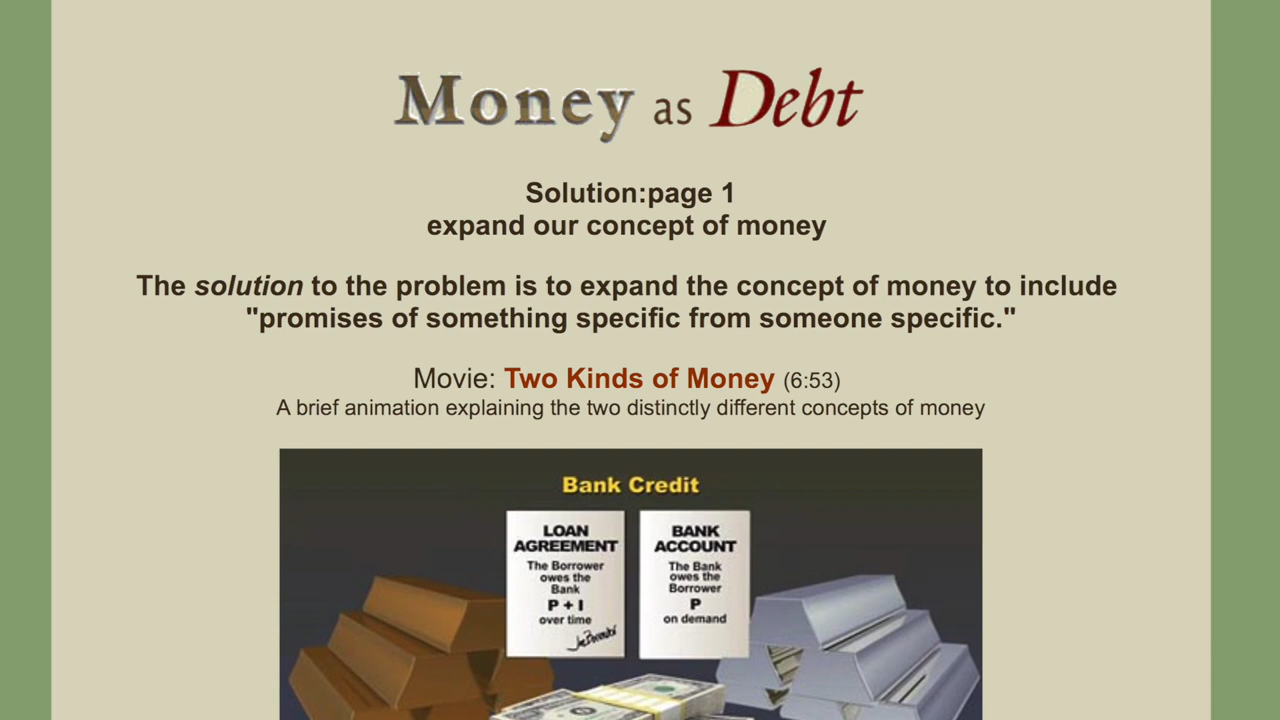 Money as Debt
Solution:page 1
expand our concept of money
The solution to the problem is to expand the concept of money to include
"promises of something specific from someone specific."
Movie: Two Kinds of Money (6:53)
A brief animation explaining the two distinctly different concepts of money
Bank Credit
LOAN
AGREEMENT
The Borrower
owes the
Bank
P + I
over time
BANK
ACCOUNT
The Bank
owes the
Borrower
P
on demand